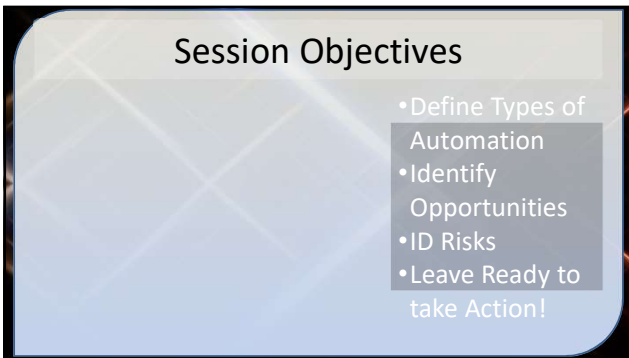 Session Objectives
•Define Types of
Automation
•Identify
Opportunities
•ID Risks
•Leave Ready to
take Action!